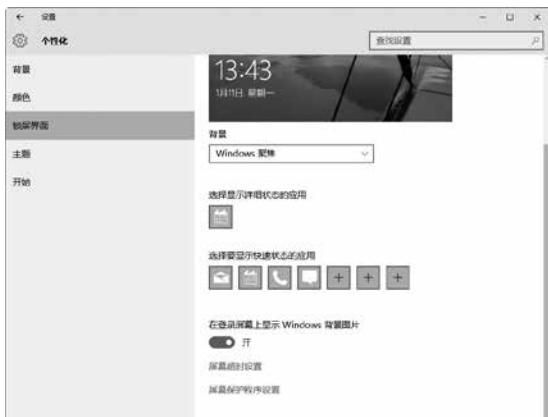 设置
个性化
查找设置
背景
颜色
锁屏界面
主题
开始
13:43
1月11日, 星期一
背景
Windows 聚焦
选择显示详细状态的应用
选择要显示快速状态的应用
在登录屏幕上显示 Windows 背景图片
开
屏幕超时设置
屏幕保护程序设置